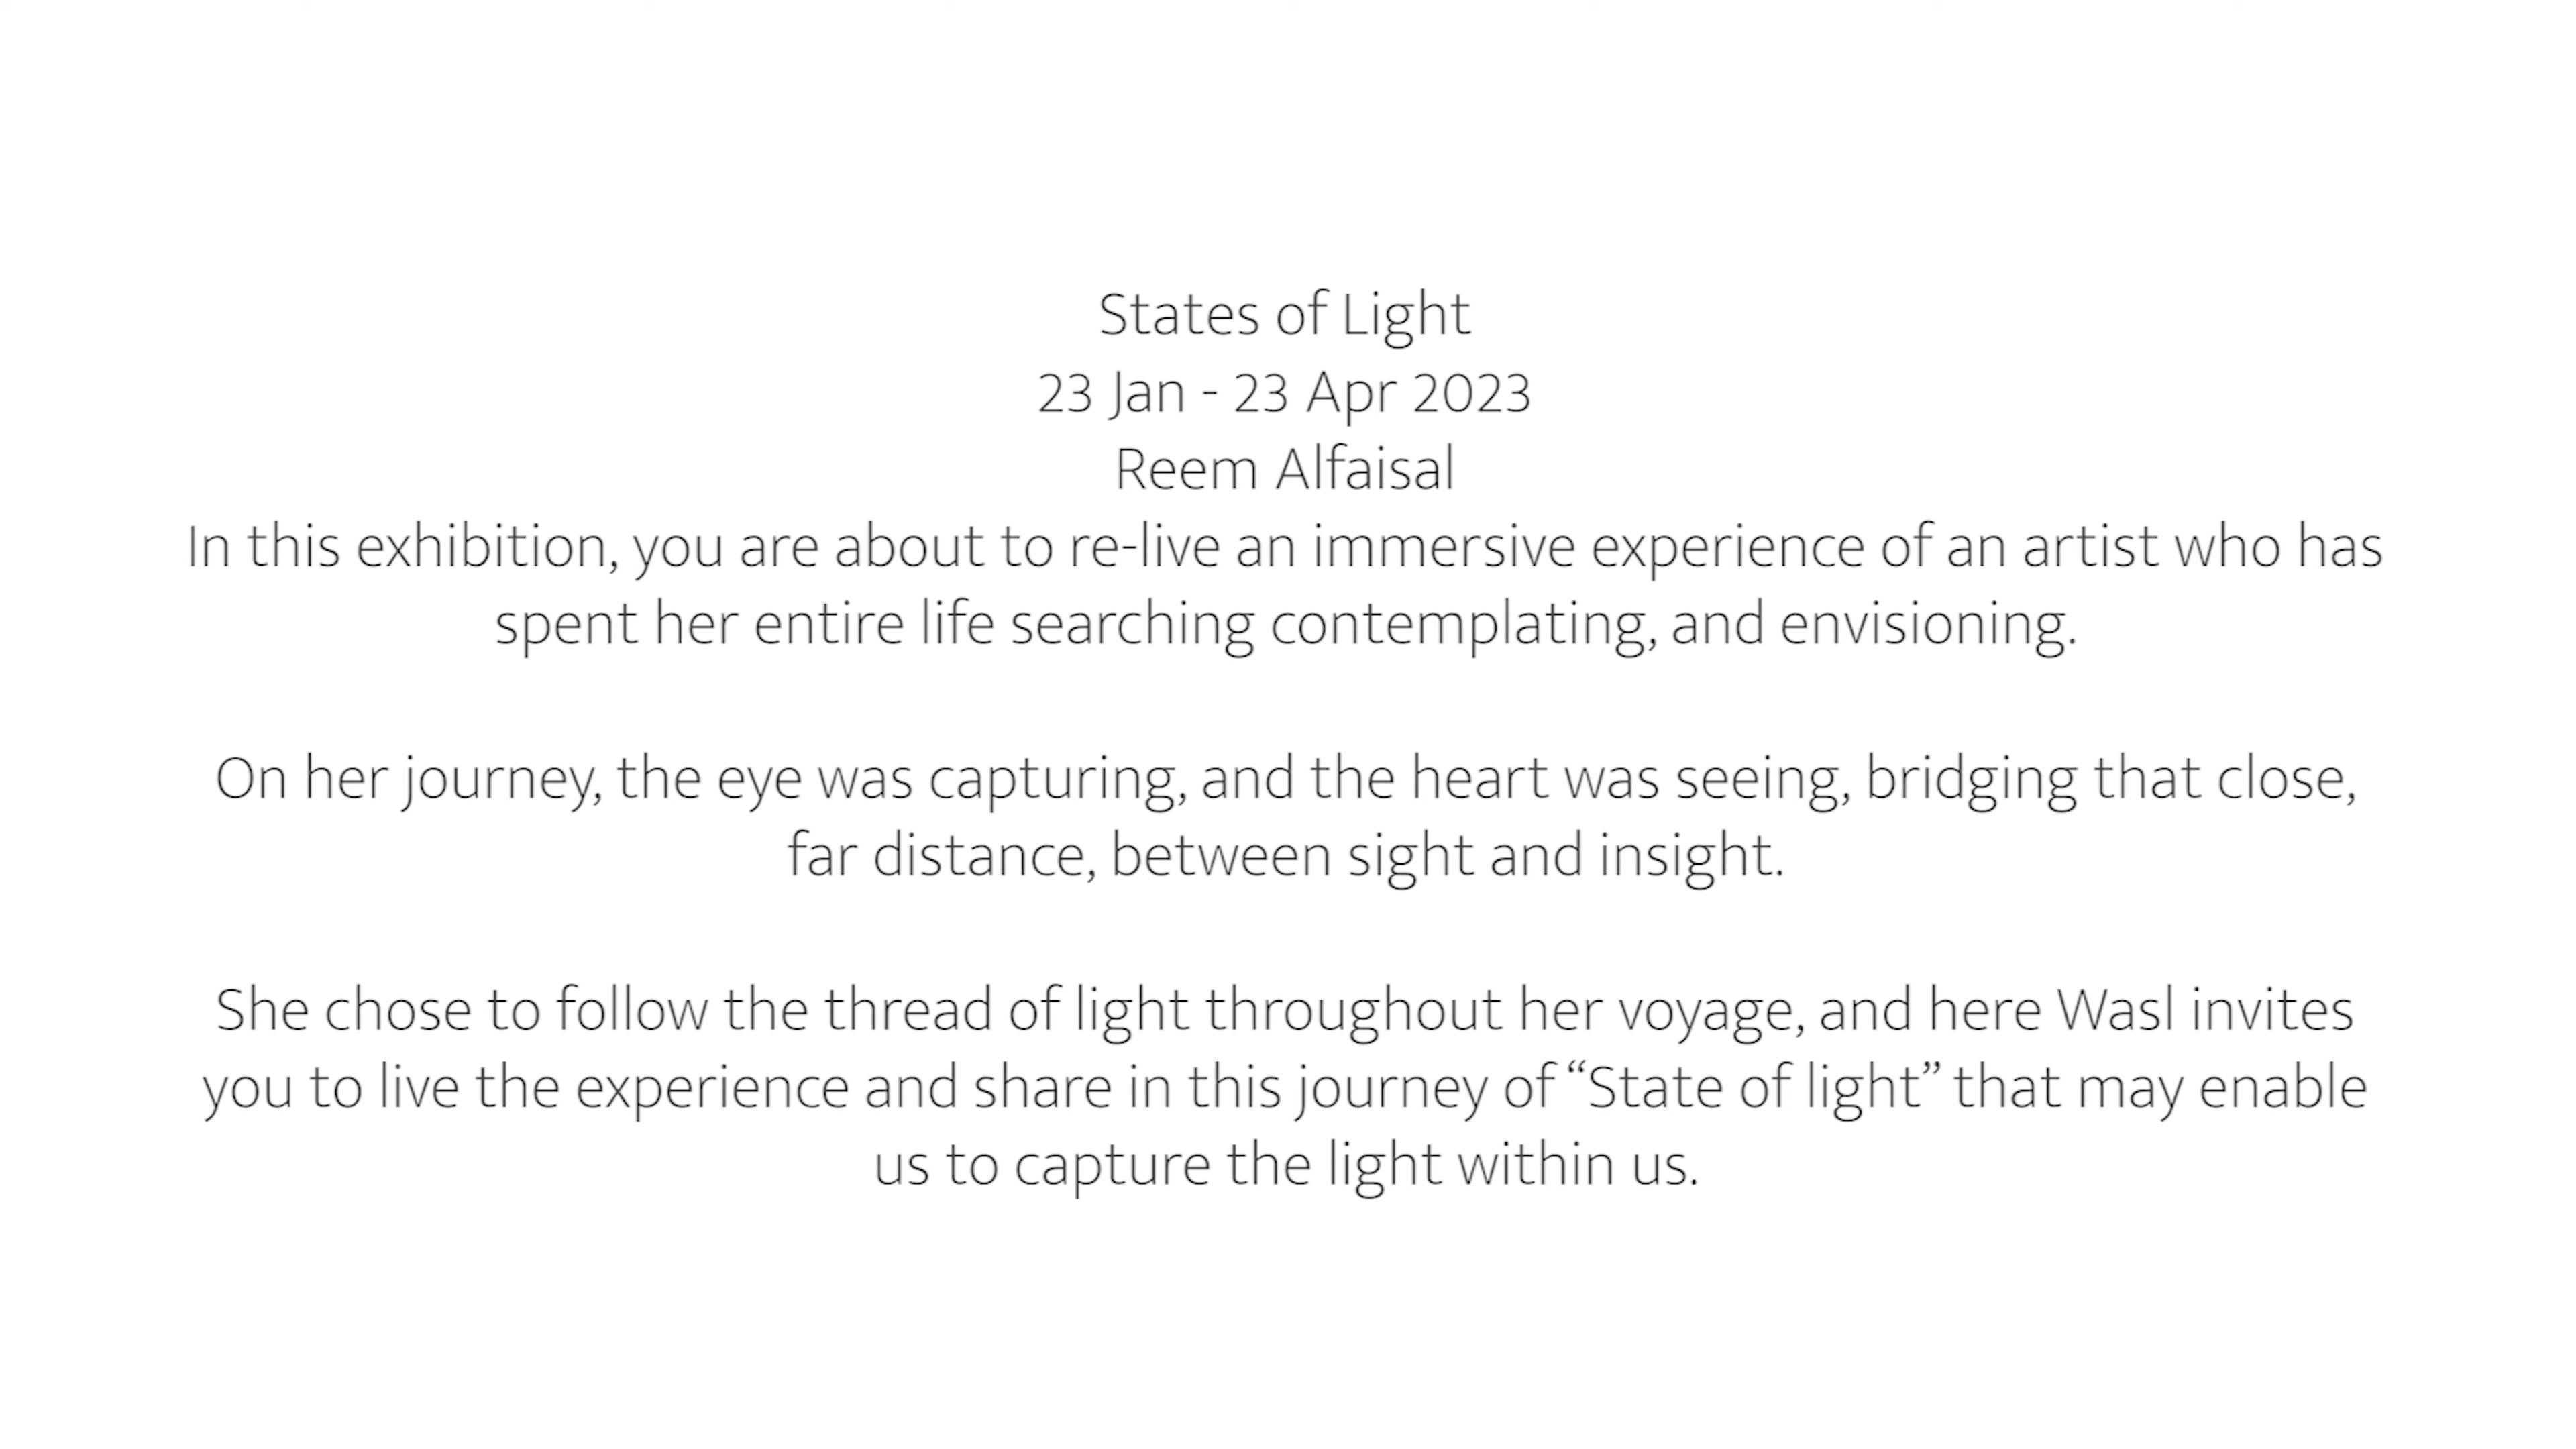 States of Light
23 Jan - 23 Apr 2023
Reem Alfaisal
In this exhibition, you are about to re-live an immersive experience of an artist who has
spent her entire life searching contemplating, and envisioning.
On her journey, the eye was capturing, and the heart was seeing, bridging that close,
far distance, between sight and insight.
She chose to follow the thread of light throughout her voyage, and here Wasl invites
you to live the experience and share in this journey of “State of light” that may enable
us to capture the light within us.